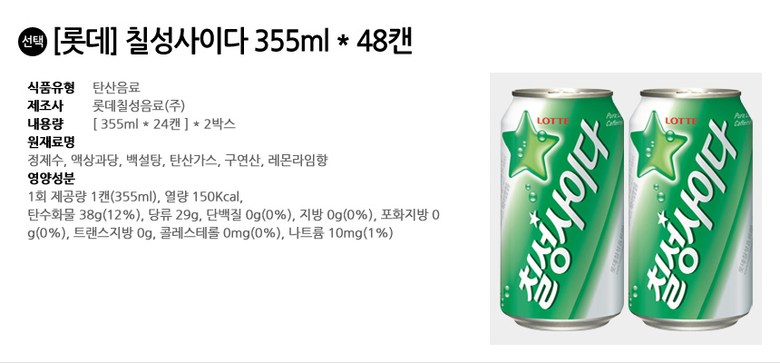 선택 [롯데] 칠성사이다 355ml * 48캔
식품유형 탄산음료
제조사 롯데칠성음료(주)
내용량 [ 355ml * 24캔 ] * 2박스
원재료명
정제수, 액상과당, 백설탕, 탄산가스, 구연산, 레몬라임향
영양성분
1회 제공량 1캔(355ml), 열량 150Kcal,
탄수화물 38g(12%), 당류 29g, 단백질 0g(0%), 지방 0g(0%), 포화지방 0
g(0%), 트랜스지방 0g, 콜레스테롤 0mg(0%), 나트륨 10mg(1%)
LOTTE
칠성사이다
LOTTE
칠성사이다